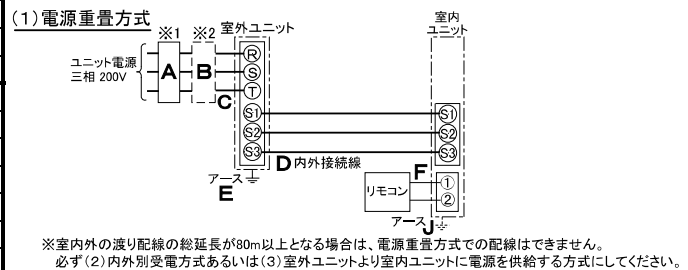 (1)電源重畳方式
※1
※2
室外ユニット
室内
ユニット
ユニット電源
三相 200V
A
B
C
R
S
T
S1
S2
S3
S1
S2
S3
D 内外接続線
アース
E
F
リモコン
①
②
アース J
※室内外の渡り配線の総延長が80m以上となる場合は、電源重畳方式での配線はできません。
必ず(2)内外別受電方式あるいは(3)室外ユニットより室内ユニットに電源を供給する方式にしてください。